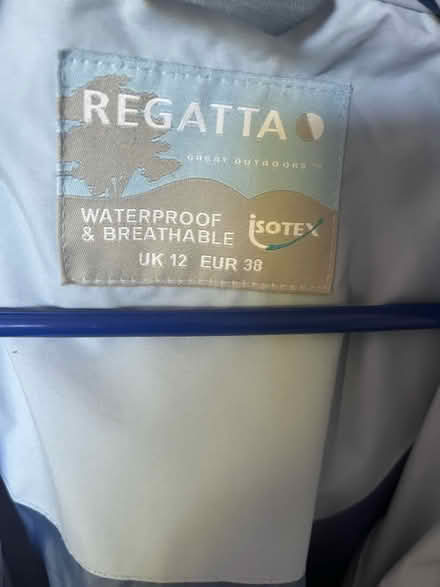 REGATTA
GREAT OUTDOORS
WATERPROOF
& BREATHABLE
isotex
UK 12 EUR 38